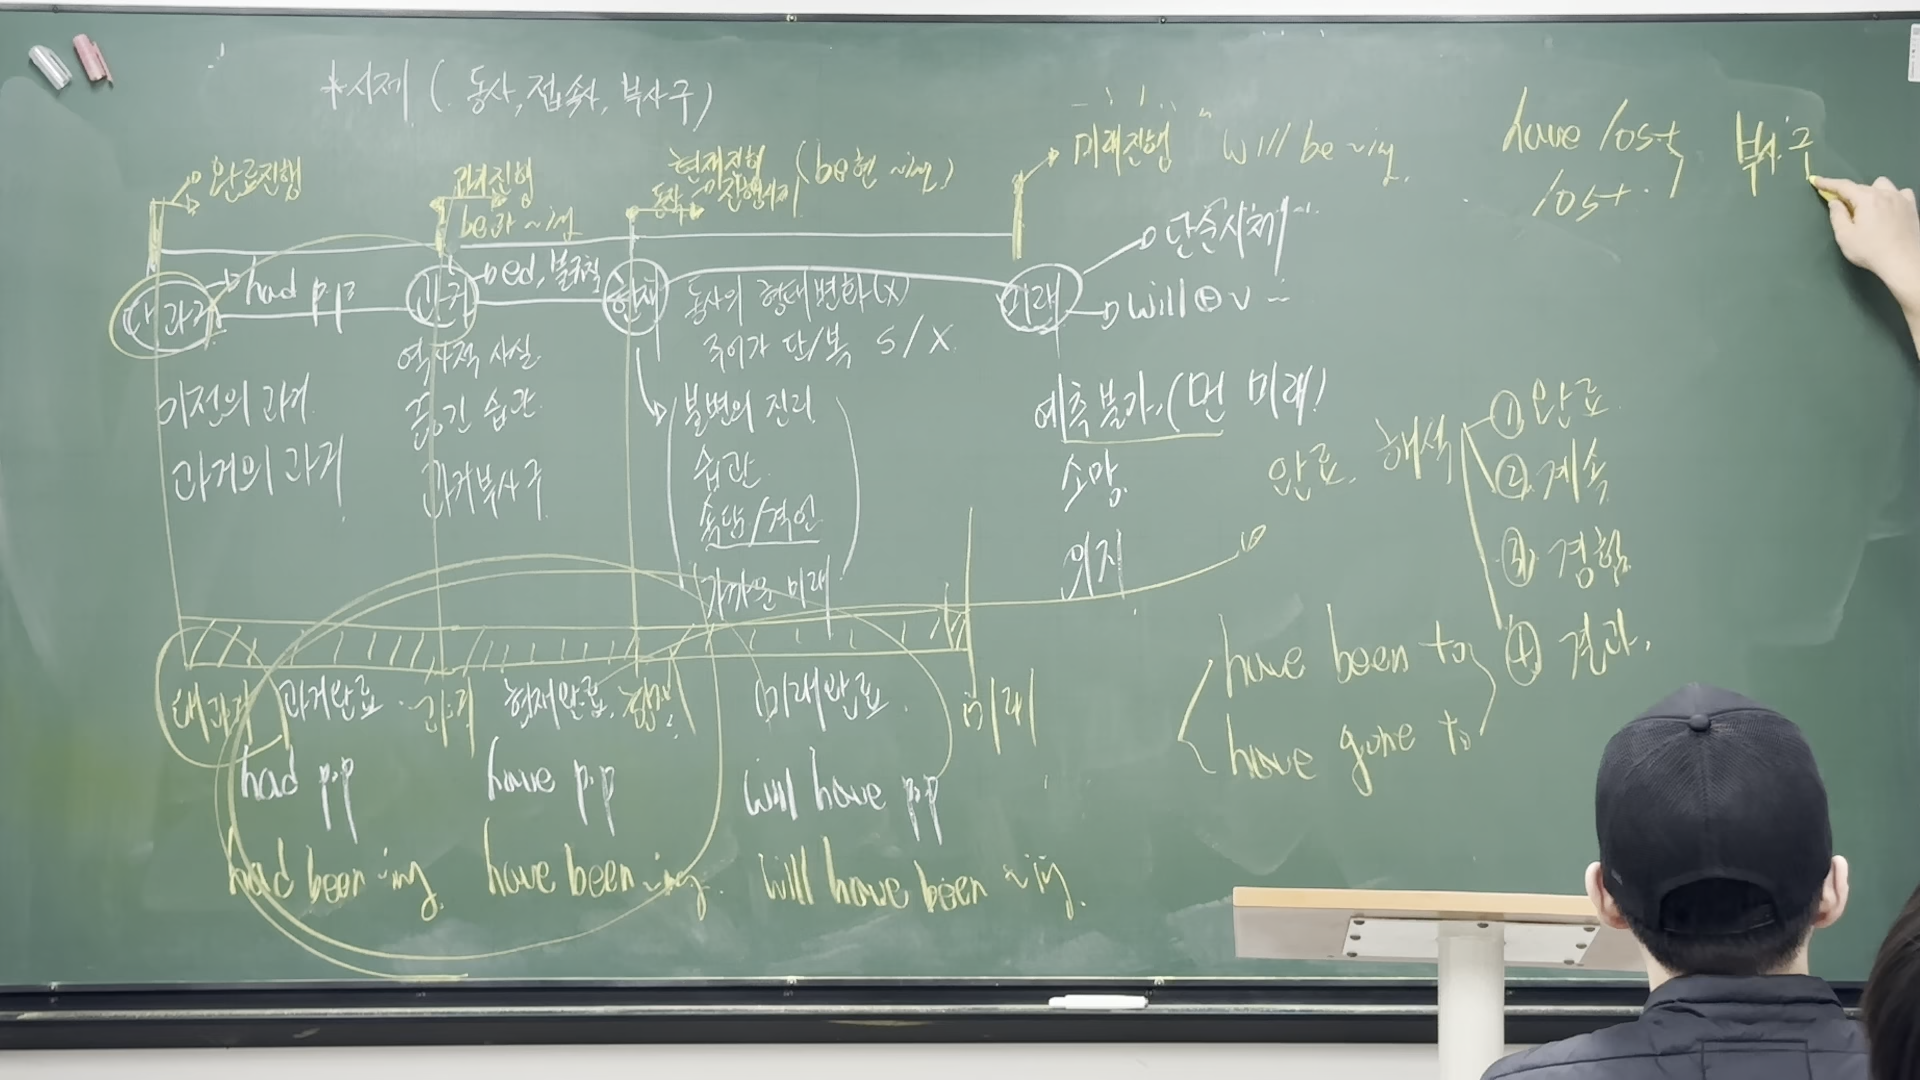 *시제 (동사, 접속사, 부사구)
완료진행
과거진행
be과 ~ing
현재진행 (be현 ~ing)
미래진행 will be ~ing.
have lost
lost.
부사구
단순시제
대과거 had p.p
과거 ed, 불규칙
현재
동사의 형태변화(X)
주어가 단/복 S/X
미래 will ⊕ v
이전의 과거
과거의 과거
역사적 사실
끊긴 습관
과거부사구
불변의 진리
습관
속담/격언
가까운 미래
예측불가, (먼 미래)
소망
의지
완료. 해석
① 완료
② 계속
③ 경험
④ 결과.
have been to
have gone to
대과거 과거완료 과거 현재완료. 현재 미래완료. 미래
had p.p have p.p will have p.p
had been ~ing. have been ~ing. will have been ~ing.